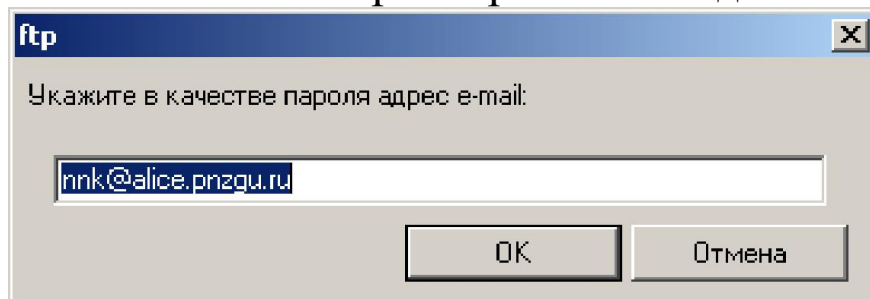 ftp
Укажите в качестве пароля адрес e-mail:
nnk@alice.pnzgu.ru
OK
Отмена